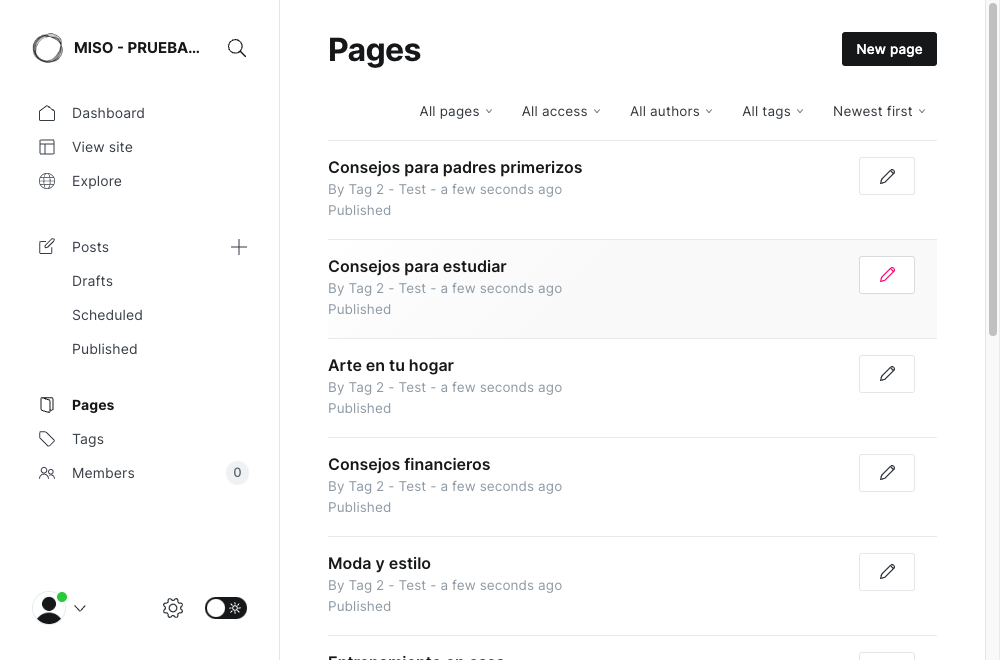 MISO - PRUEBA...
Dashboard
View site
Explore
Posts
Drafts
Scheduled
Published
Pages
Tags
Members
0
Pages
New page
All pages
All access
All authors
All tags
Newest first
Consejos para padres primerizos
By Tag 2 - Test - a few seconds ago
Published
Consejos para estudiar
By Tag 2 - Test - a few seconds ago
Published
Arte en tu hogar
By Tag 2 - Test - a few seconds ago
Published
Consejos financieros
By Tag 2 - Test - a few seconds ago
Published
Moda y estilo
By Tag 2 - Test - a few seconds ago
Published
Entrenamiento en casa